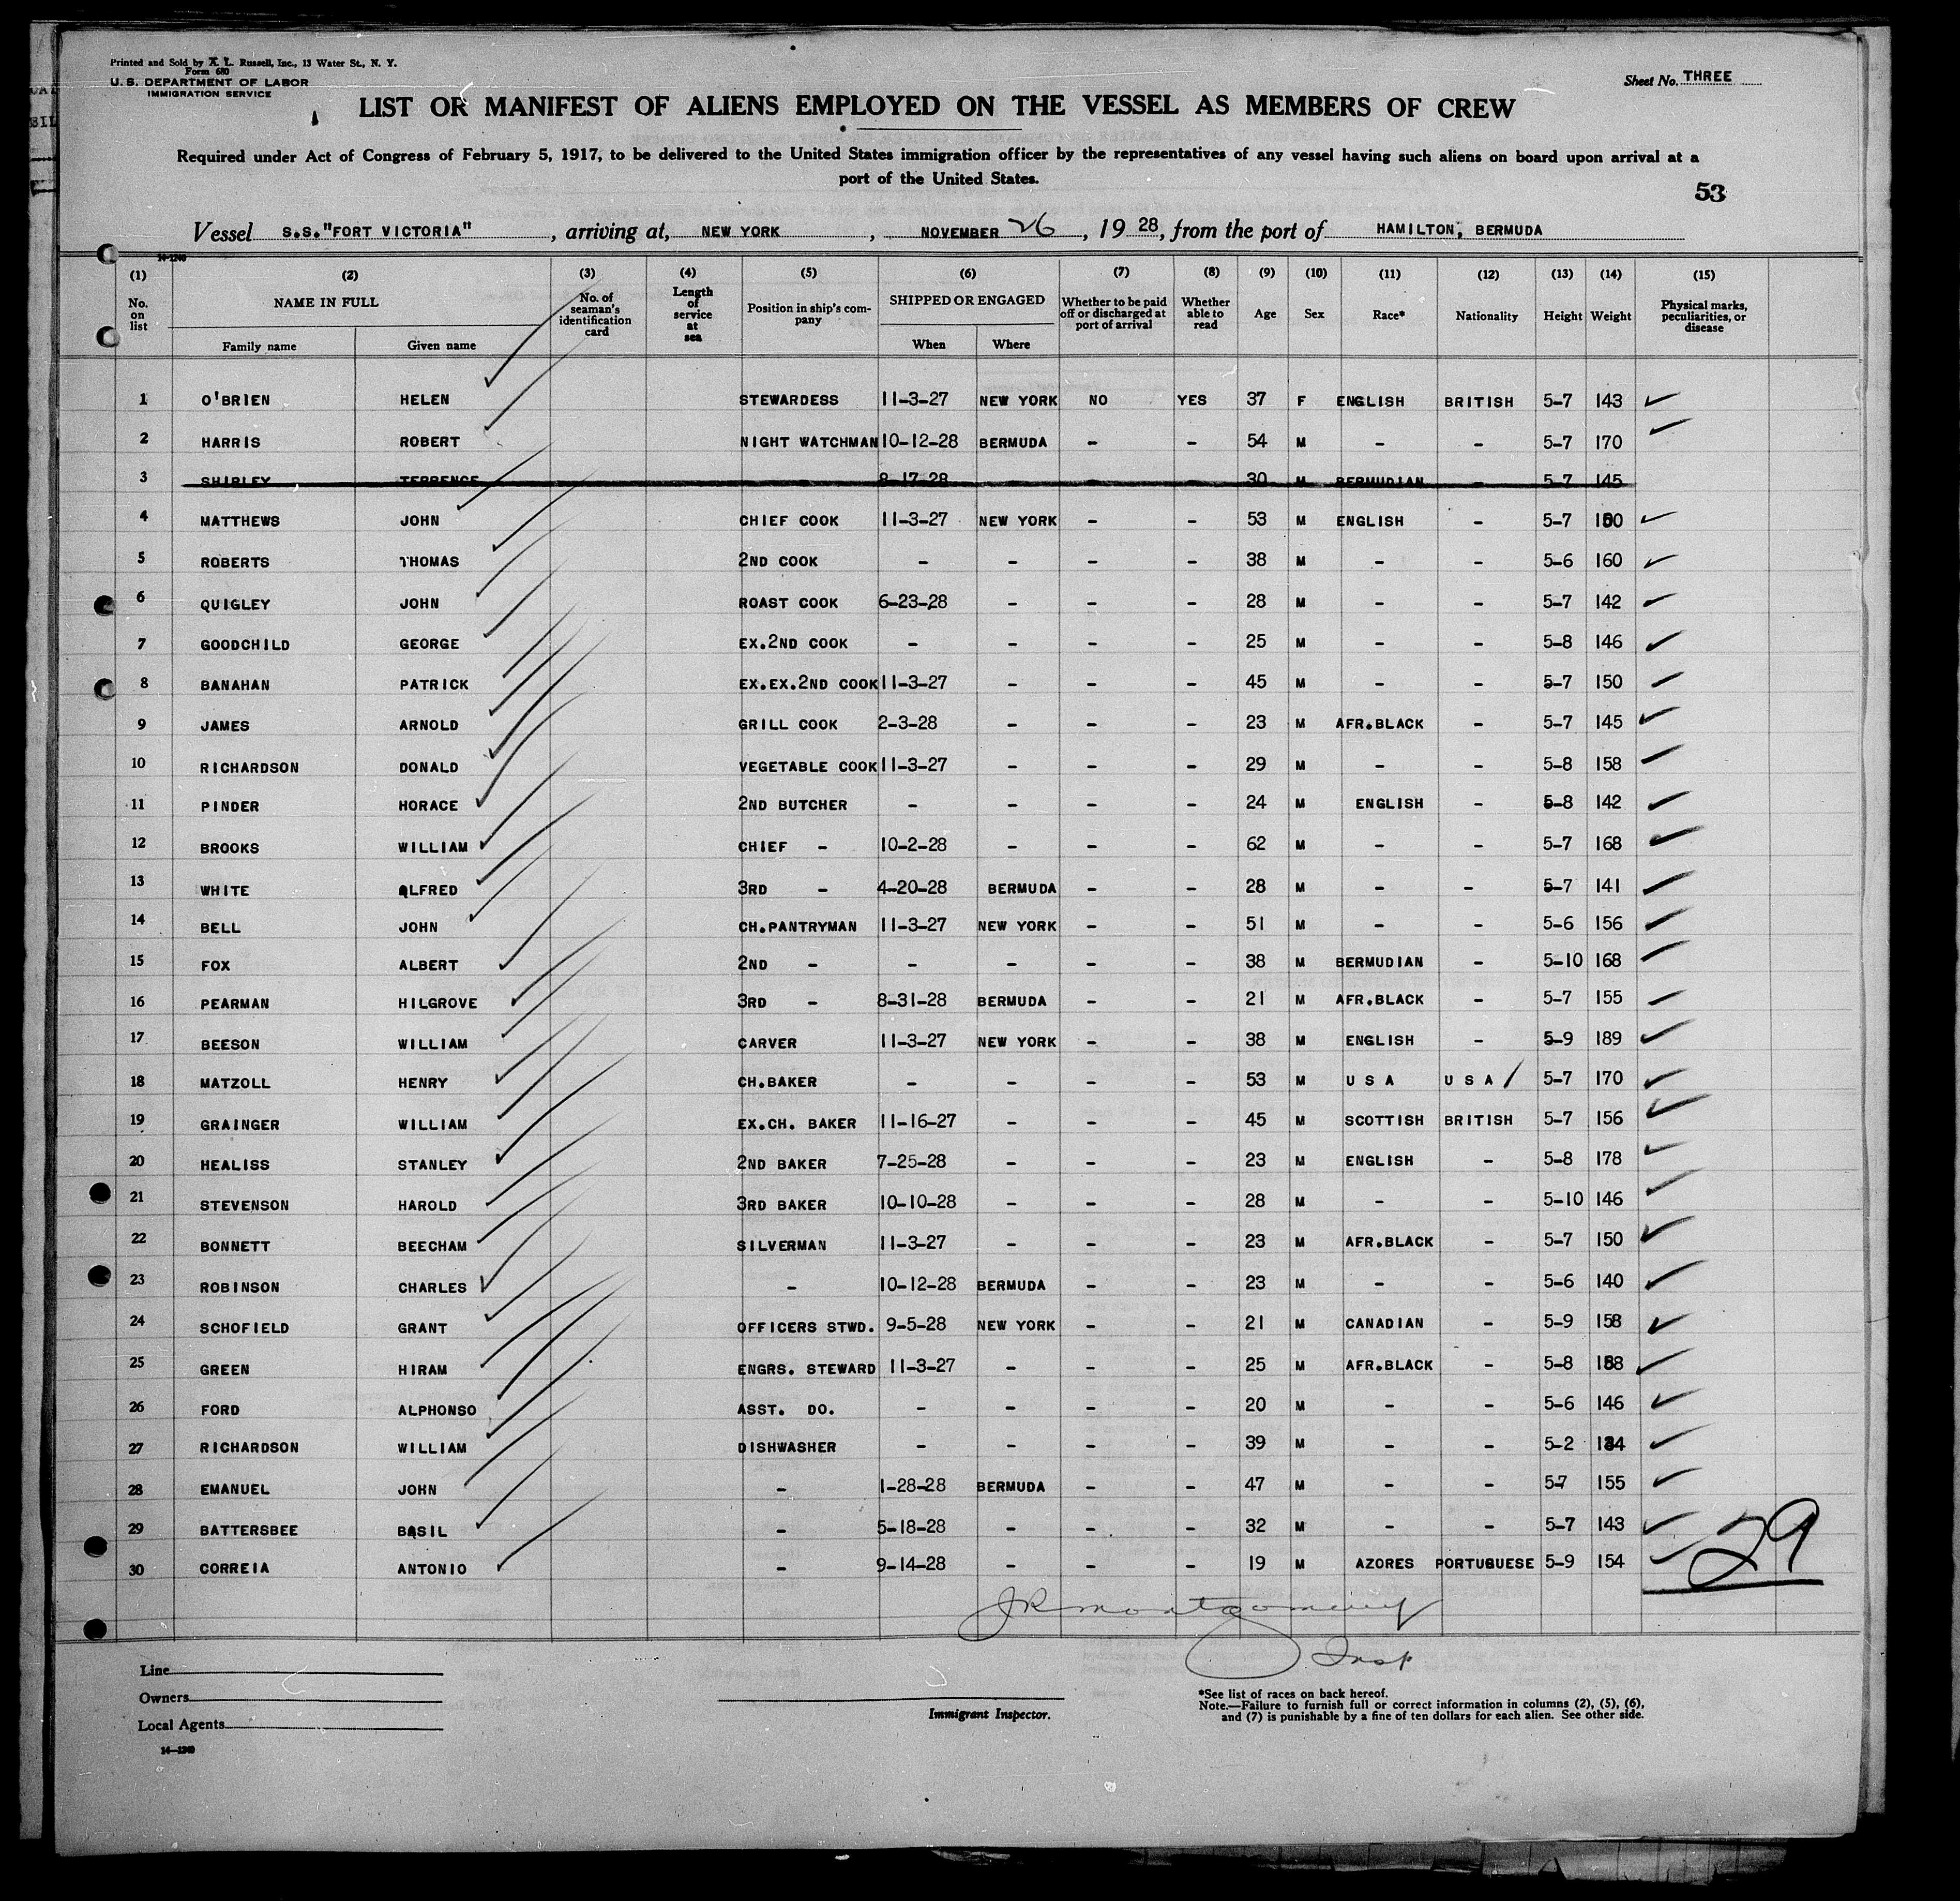 Printed and Sold by A. L. Russell, Inc., 13 Water St., N. Y.
Form 680
U. S. DEPARTMENT OF LABOR
IMMIGRATION SERVICE
Sheet No. THREE
LIST OR MANIFEST OF ALIENS EMPLOYED ON THE VESSEL AS MEMBERS OF CREW
Required under Act of Congress of February 5, 1917, to be delivered to the United States immigration officer by the representatives of any vessel having such aliens on board upon arrival at a
port of the United States.
53
Vessel S.S."FORT VICTORIA", arriving at, NEW YORK, NOVEMBER 26, 1928, from the port of HAMILTON, BERMUDA
14-1240
(1) (2) (3) (4) (5) (6) (7) (8) (9) (10) (11) (12) (13) (14) (15)
No. on list NAME IN FULL No. of seaman's identification card Length of service at sea Position in ship's company SHIPPED OR ENGAGED Whether to be paid off or discharged at port of arrival Whether able to read Age Sex Race* Nationality Height Weight Physical marks, peculiarities, or disease
Family name Given name When Where
1 O'BRIEN HELEN STEWARDESS 11-3-27 NEW YORK NO YES 37 F ENGLISH BRITISH 5-7 143
2 HARRIS ROBERT NIGHT WATCHMAN 10-12-28 BERMUDA - - 54 M - - 5-7 170
3 SHIRLEY TERRENCE - 8-17-28 - - - 30 M BERMUDIAN - 5-7 145
4 MATTHEWS JOHN CHIEF COOK 11-3-27 NEW YORK - - 53 M ENGLISH - 5-7
5 ROBERTS THOMAS 2ND COOK - - - - 38 M - - 5-6 160
6 QUIGLEY JOHN ROAST COOK 6-23-28 - - - 28 M - - 5-7 142
7 GOODCHILD GEORGE EX.2ND COOK - - - - 25 M - - 5-8 146
8 BANAHAN PATRICK EX.EX.2ND COOK 11-3-27 - - - 45 M - - 5-7 150
9 JAMES ARNOLD GRILL COOK 2-3-28 - - - 23 M AFR.BLACK - 5-7 145
10 RICHARDSON DONALD VEGETABLE COOK 11-3-27 - - - 29 M - - 5-8 158
11 PINDER HORACE 2ND BUTCHER - - - - 24 M ENGLISH - 5-8 142
12 BROOKS WILLIAM CHIEF - 10-2-28 - - - 62 M - - 5-7 168
13 WHITE ALFRED 3RD - 4-20-28 BERMUDA - - 28 M - - 5-7 141
14 BELL JOHN CH.PANTRYMAN 11-3-27 NEW YORK - - 51 M - - 5-6 156
15 FOX ALBERT 2ND - - - - - 38 M BERMUDIAN - 5-10 168
16 PEARMAN HILGROVE 3RD - 8-31-28 BERMUDA - - 21 M AFR.BLACK - 5-7 155
17 BEESON WILLIAM CARVER 11-3-27 NEW YORK - - 38 M ENGLISH - 5-9 189
18 MATZOLL HENRY CH.BAKER - - - - 53 M U S A U S A 5-7 170
19 GRAINGER WILLIAM EX.CH. BAKER 11-16-27 - - - 45 M SCOTTISH BRITISH 5-7 156
20 HEALISS STANLEY 2ND BAKER 7-25-28 - - - 23 M ENGLISH - 5-8 178
21 STEVENSON HAROLD 3RD BAKER 10-10-28 - - - 28 M - - 5-10 146
22 BONNETT BEECHAM SILVERMAN 11-3-27 - - - 23 M AFR.BLACK - 5-7 150
23 ROBINSON CHARLES - 10-12-28 BERMUDA - - 23 M - - 5-6 140
24 SCHOFIELD GRANT OFFICERS STWD. 9-5-28 NEW YORK - - 21 M CANADIAN - 5-9 158
25 GREEN HIRAM ENGRS. STEWARD 11-3-27 - - - 25 M AFR.BLACK - 5-8
26 FORD ALPHONSO ASST. DO. - - - - 20 M - - 5-6 146
27 RICHARDSON WILLIAM DISHWASHER - - - - 39 M - - 5-2
28 EMANUEL JOHN - 1-28-28 BERMUDA - - 47 M - - 5-7 155
29 BATTERSBEE BASIL - 5-18-28 - - - 32 M - - 5-7 143
30 CORREIA ANTONIO - 9-14-28 - - - 19 M AZORES PORTUGUESE 5-9 154
29
JR Montgomery
Insp
Line
Owners
Local Agents
14-1240
Immigrant Inspector.
*See list of races on back hereof.
Note.—Failure to furnish full or correct information in columns (2), (5), (6),
and (7) is punishable by a fine of ten dollars for each alien. See other side.